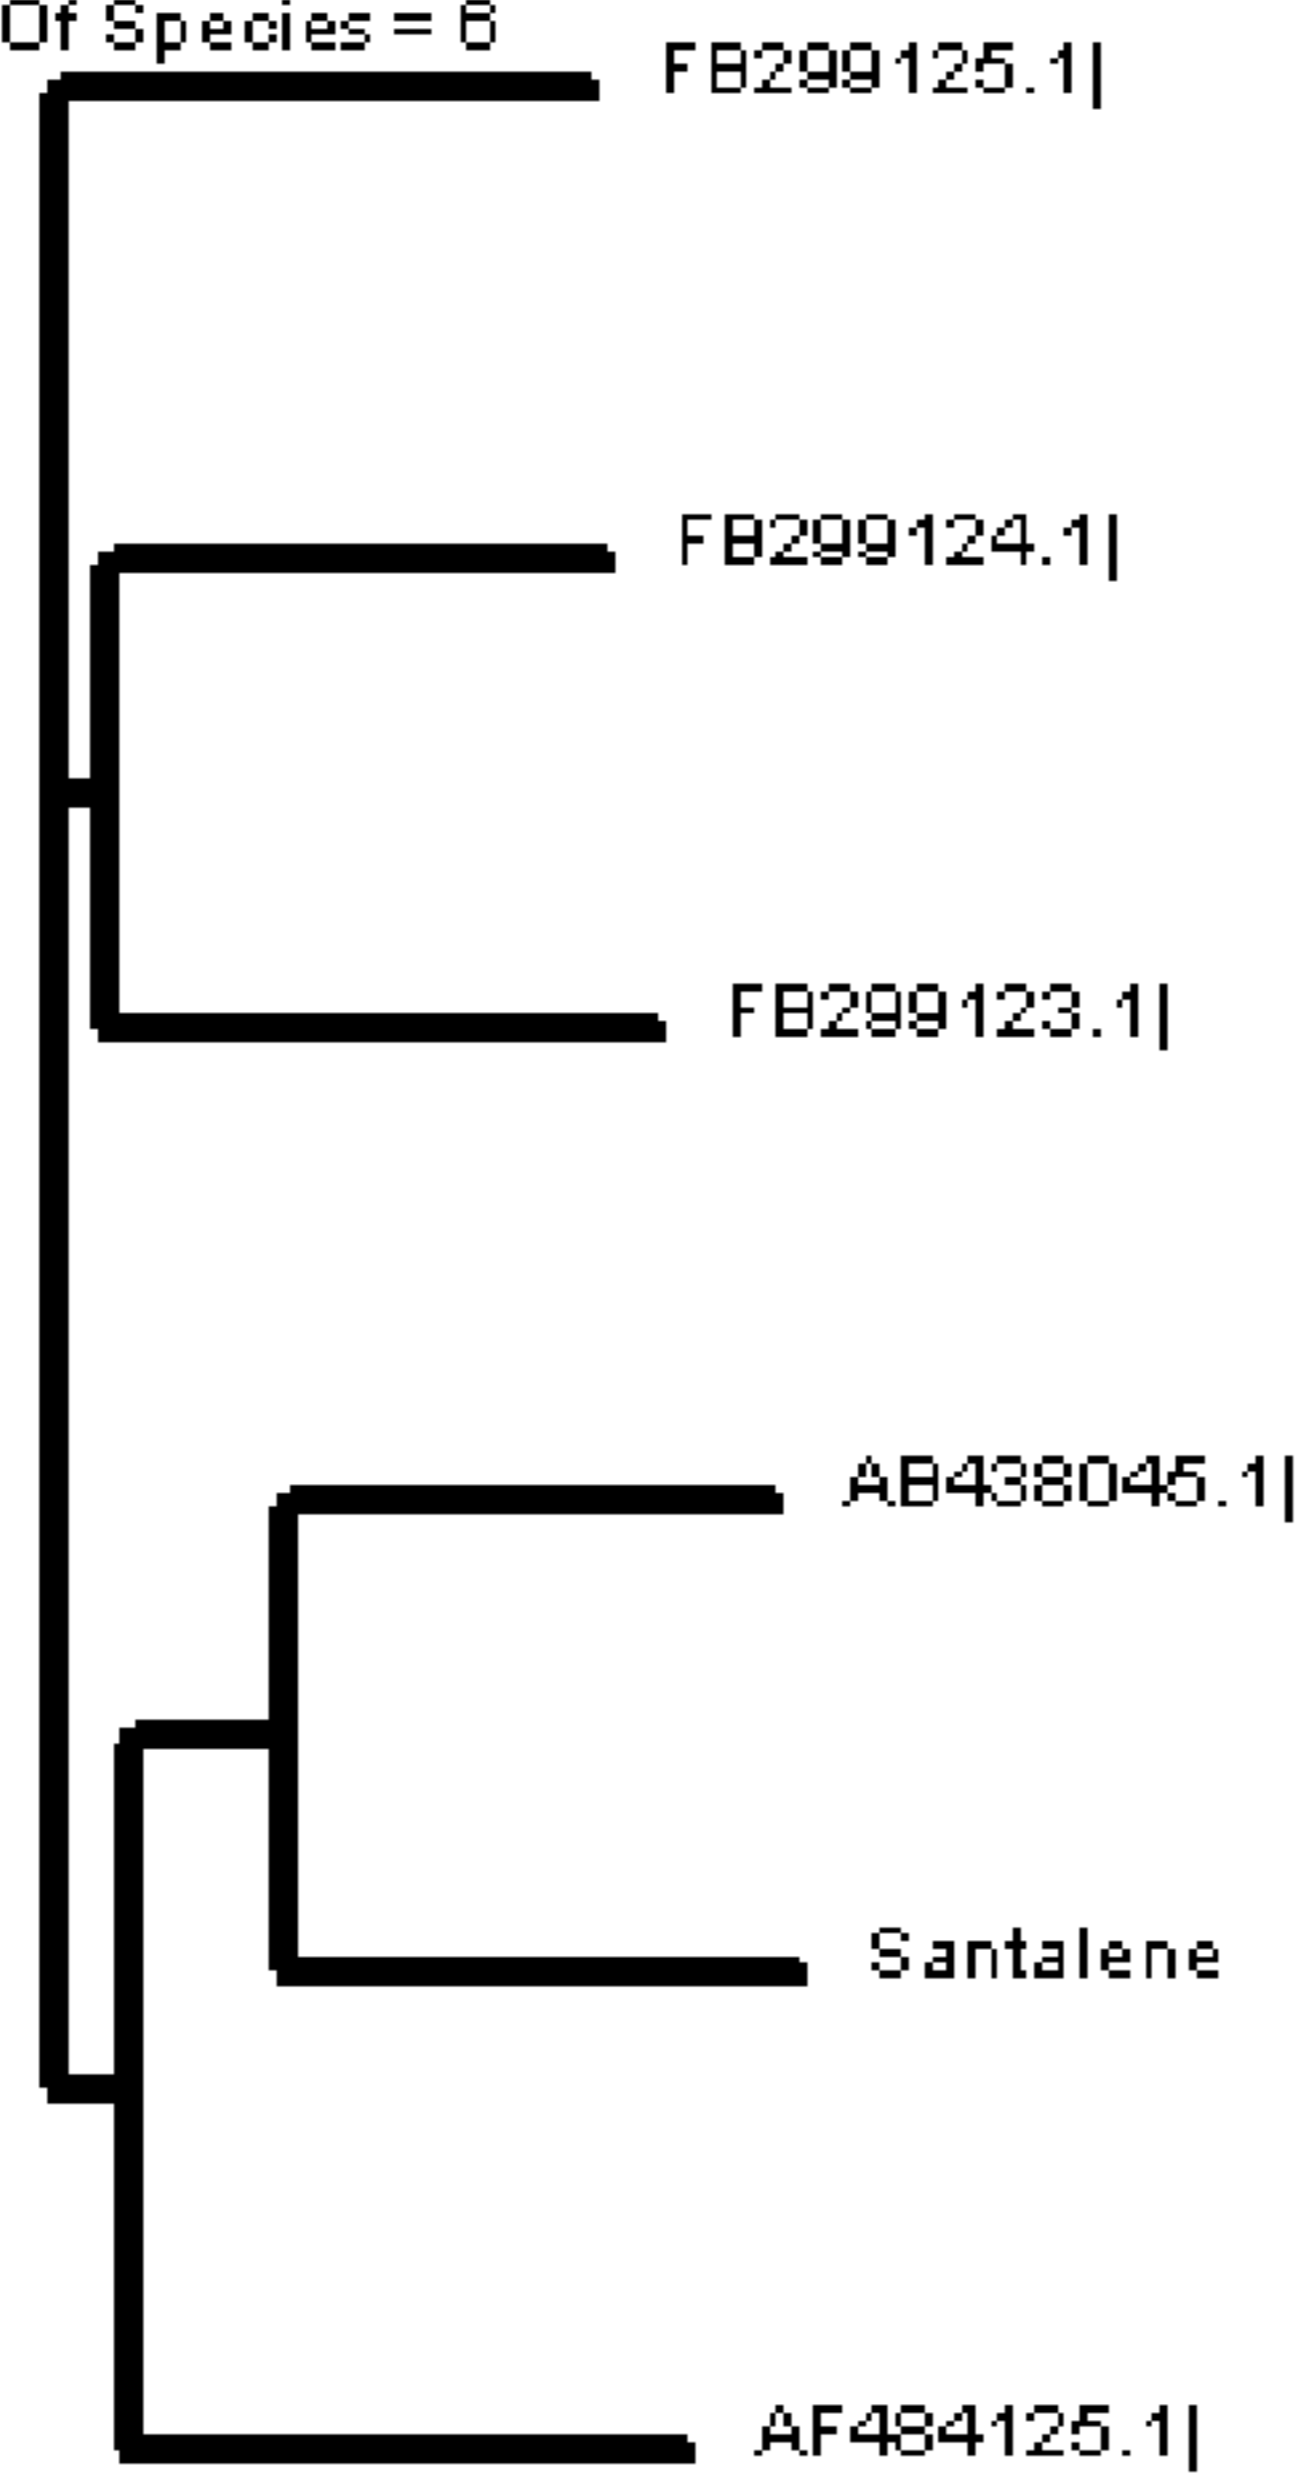 Of Species = 6
FB299125.1|
FB299124.1|
FB299123.1|
AB438045.1|
Santalene
AF484125.1|